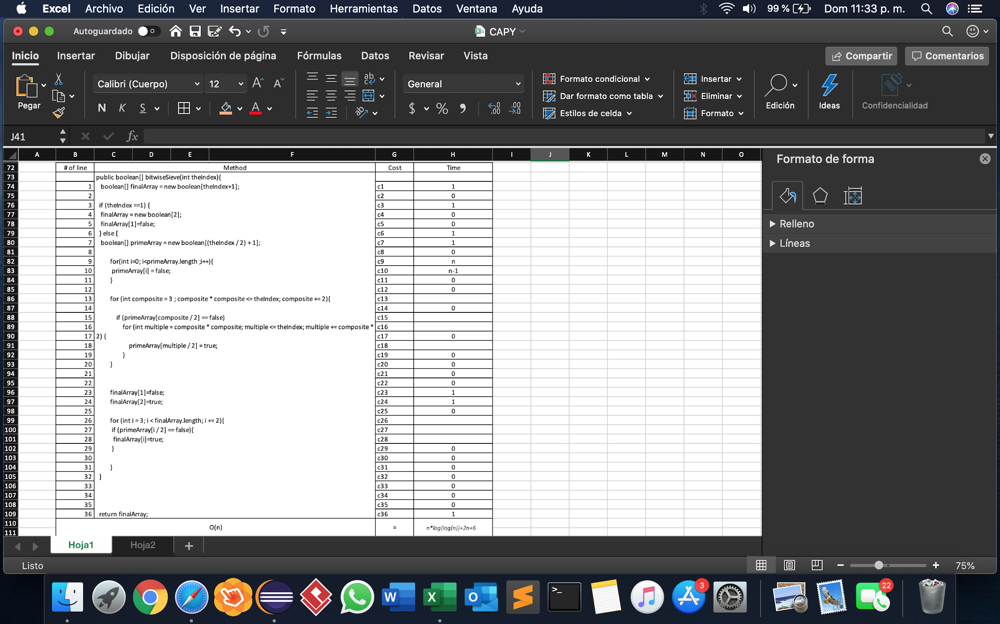 Excel Archivo Edición Ver Insertar Formato Herramientas Datos Ventana Ayuda 99 % Dom 11:33 p. m.
Autoguardado CAPY
Inicio Insertar Dibujar Disposición de página Fórmulas Datos Revisar Vista Compartir Comentarios
Pegar Calibri (Cuerpo) 12 General Formato condicional Dar formato como tabla Estilos de celda Insertar Eliminar Formato Edición Ideas Confidencialidad
N K S
J41 fx
A B C D E F G H I J K L M N O
72 # of line Method Cost Time
73 public boolean[] bitwiseSieve(int theIndex){
74 1 boolean[] finalArray = new boolean[theIndex+1]; c1 1
75 2 c2 0
76 3 if (theIndex ==1) { c3 1
77 4 finalArray = new boolean[2]; c4 0
78 5 finalArray[1]=false; c5 0
79 6 } else { c6 1
80 7 boolean[] primeArray = new boolean[(theIndex / 2) + 1]; c7 1
81 8 c8 0
82 9 for(int i=0; i<primeArray.length ;i++){ c9 n
83 10 primeArray[i] = false; c10 n-1
84 11 } c11 0
85 12 c12 0
86 13 for (int composite = 3 ; composite * composite <= theIndex; composite += 2){ c13
87 14 c14 0
88 15 if (primeArray[composite / 2] == false) c15
89 16 for (int multiple = composite * composite; multiple <= theIndex; multiple += composite * c16
90 17 2) { c17 0
91 18 primeArray[multiple / 2] = true; c18
92 19 } c19 0
93 20 } c20 0
94 21 c21 0
95 22 c22 0
96 23 finalArray[1]=false; c23 1
97 24 finalArray[2]=true; c24 1
98 25 c25 0
99 26 for (int i = 3; i < finalArray.length; i += 2){ c26
100 27 if (primeArray[i / 2] == false){ c27
101 28 finalArray[i]=true; c28
102 29 } c29 0
103 30 c30 0
104 31 } c31 0
105 32 } c32 0
106 33 c33 0
107 34 c34 0
108 35 c35 0
109 36 return finalArray; c36 1
110 O(n) = n*log(log(n))+2n+6
111
Formato de forma
Relleno
Líneas
Hoja1 Hoja2 +
Listo 75%
3 22